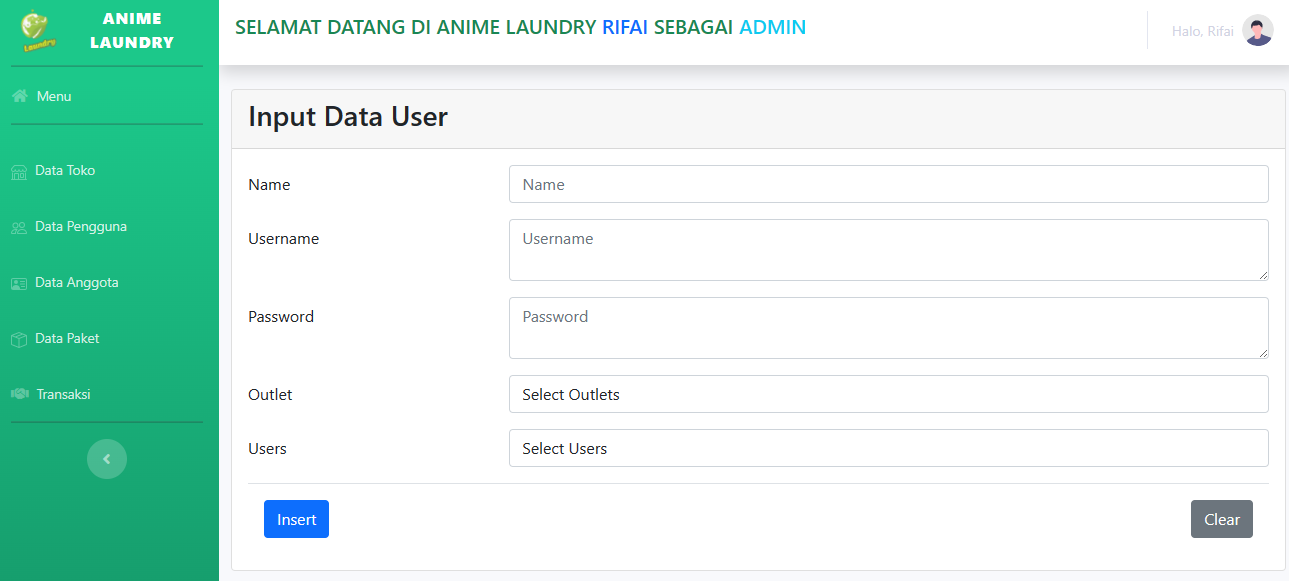 Laundry
ANIME
LAUNDRY
SELAMAT DATANG DI ANIME LAUNDRY RIFAI SEBAGAI ADMIN
Halo, Rifai
Menu
Data Toko
Data Pengguna
Data Anggota
Data Paket
Transaksi
Input Data User
Name
Name
Username
Username
Password
Password
Outlet
Select Outlets
Users
Select Users
Insert
Clear